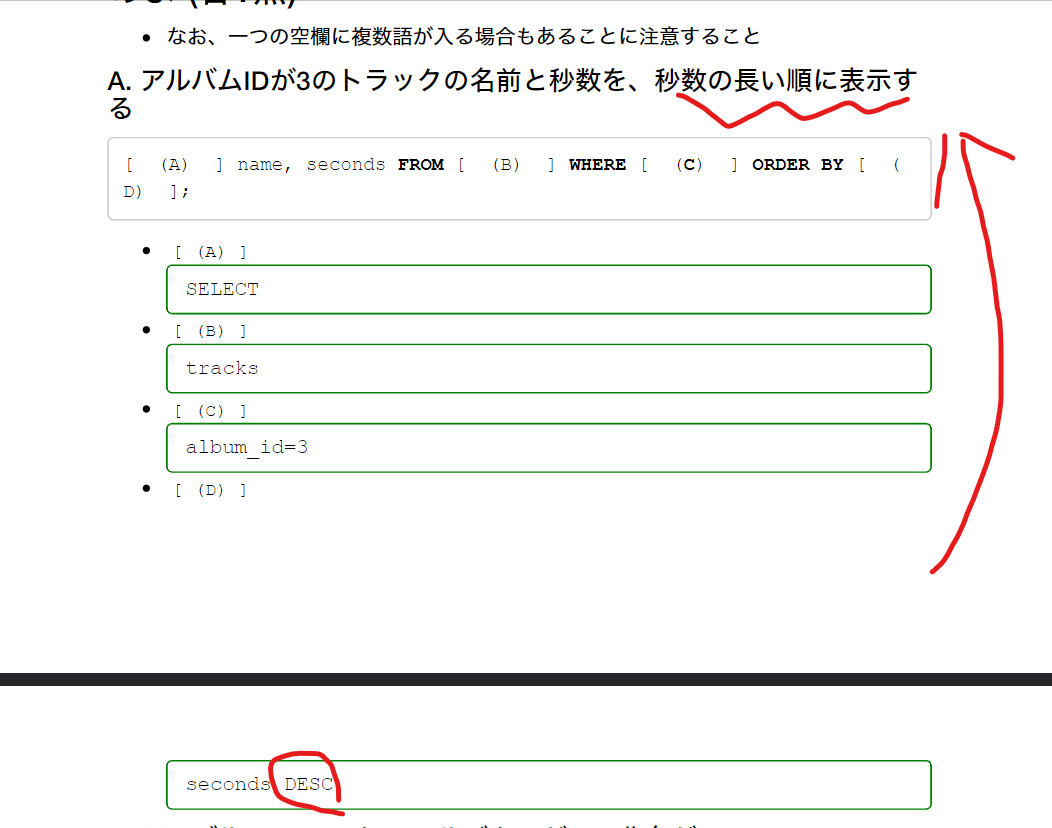 なお、一つの空欄に複数語が入る場合もあることに注意すること
A. アルバムIDが3のトラックの名前と秒数を、秒数の長い順に表示す
る
[ (A) ] name, seconds FROM [ (B) ] WHERE [ (C) ] ORDER BY [ (
D) ];
[ (A) ]
SELECT
[ (B) ]
tracks
[ (C) ]
album_id=3
[ (D) ]
seconds DESC